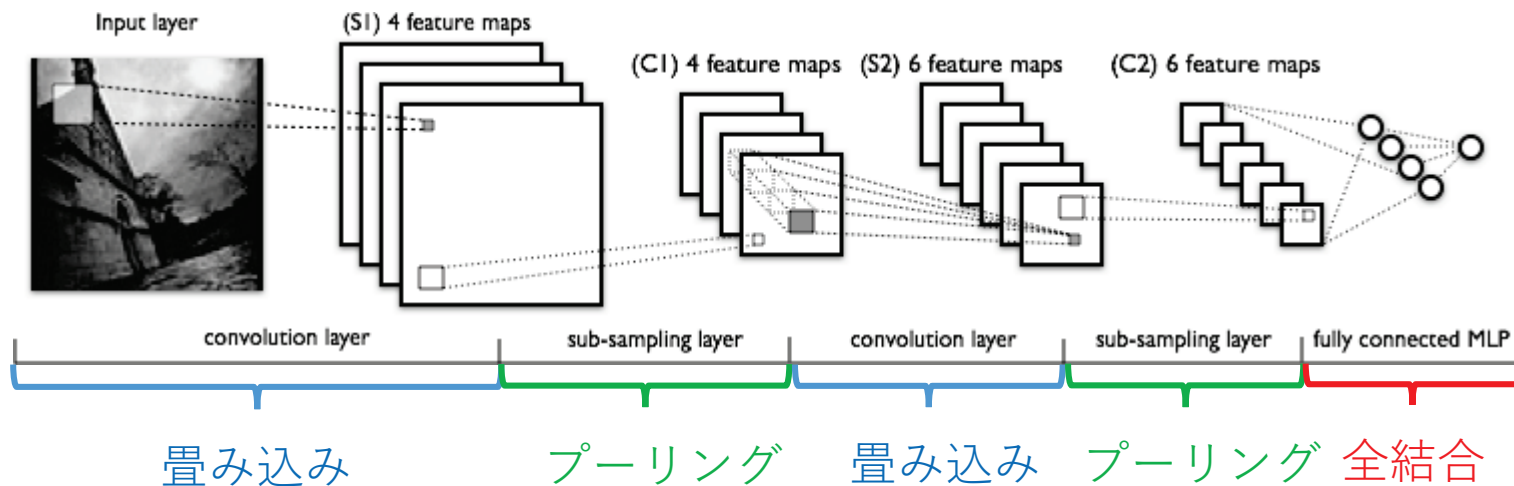 Input layer
(S1) 4 feature maps
(C1) 4 feature maps
(S2) 6 feature maps
(C2) 6 feature maps
convolution layer
sub-sampling layer
convolution layer
sub-sampling layer
fully connected MLP
畳み込み
プーリング
畳み込み
プーリング
全結合